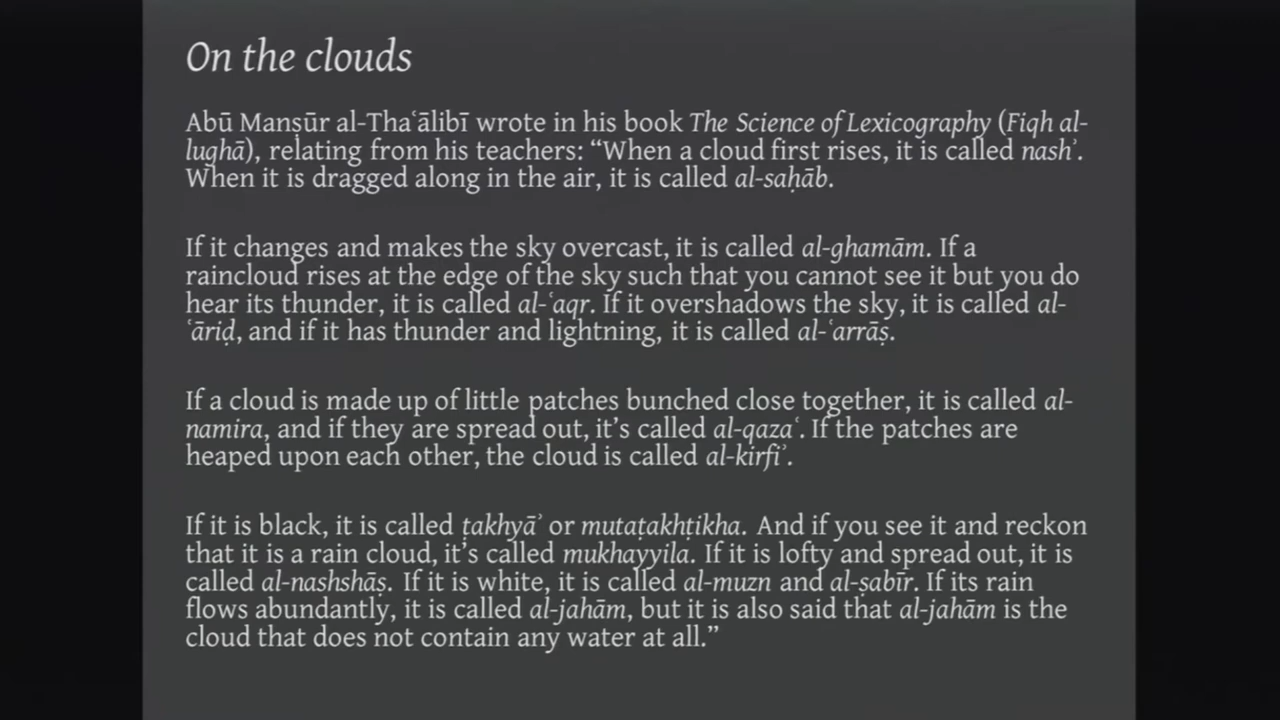 On the clouds
Abū Manṣūr al-Thaʿālibī wrote in his book The Science of Lexicography (Fiqh al-
lughā), relating from his teachers: “When a cloud first rises, it is called nashʾ.
When it is dragged along in the air, it is called al-saḥāb.
If it changes and makes the sky overcast, it is called al-ghamām. If a
raincloud rises at the edge of the sky such that you cannot see it but you do
hear its thunder, it is called al-ʿaqr. If it overshadows the sky, it is called al-
ʿāriḍ, and if it has thunder and lightning, it is called al-ʿarrāṣ.
If a cloud is made up of little patches bunched close together, it is called al-
namira, and if they are spread out, it’s called al-qazaʿ. If the patches are
heaped upon each other, the cloud is called al-kirfiʾ.
If it is black, it is called ṭakhyāʾ or mutaṭakhṭikha. And if you see it and reckon
that it is a rain cloud, it’s called mukhayyila. If it is lofty and spread out, it is
called al-nashshāṣ. If it is white, it is called al-muzn and al-ṣabīr. If its rain
flows abundantly, it is called al-jahām, but it is also said that al-jahām is the
cloud that does not contain any water at all.”